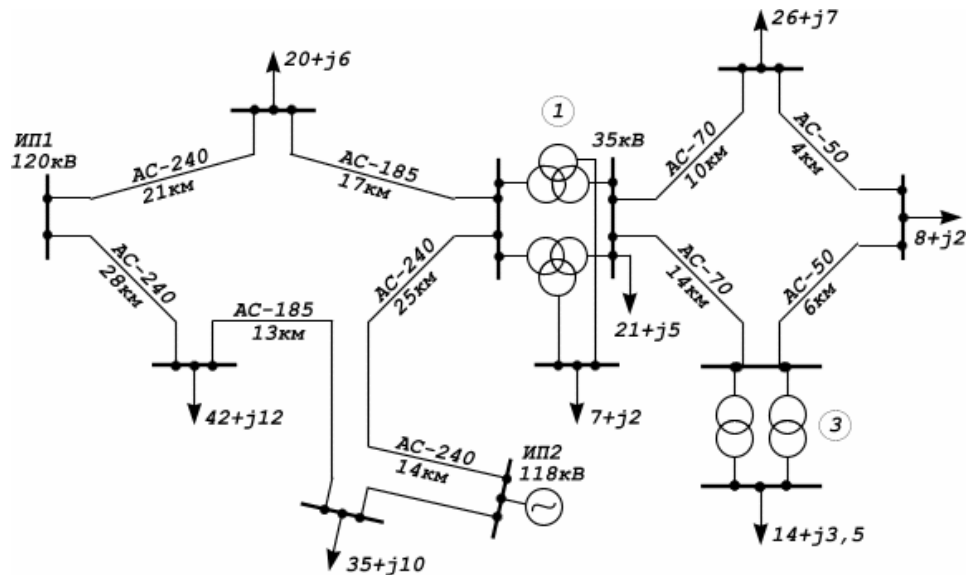 26+j7
20+j6
1
ИП1
120кВ
35кВ
АС-240
21км
АС-185
17км
АС-70
10км
АС-50
4км
8+j2
АС-240
28км
АС-240
25км
АС-70
14км
АС-50
6км
АС-185
13км
21+j5
42+j12
7+j2
3
АС-240
14км
ИП2
118кВ
35+j10
14+j3,5